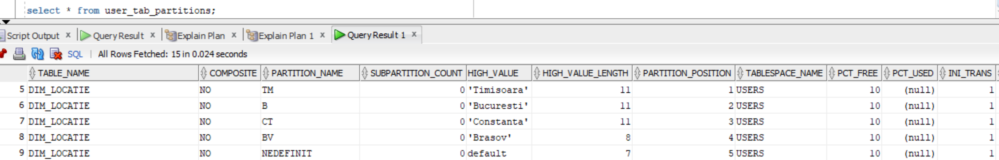 select * from user_tab_partitions;
Script Output x Query Result x Explain Plan x Explain Plan 1 x Query Result 1 x
SQL | All Rows Fetched: 15 in 0.024 seconds
TABLE_NAME COMPOSITE PARTITION_NAME SUBPARTITION_COUNT HIGH_VALUE HIGH_VALUE_LENGTH PARTITION_POSITION TABLESPACE_NAME PCT_FREE PCT_USED INI_TRANS
5 DIM_LOCATIE NO TM 0 'Timisoara' 11 1 USERS 10 (null) 1
6 DIM_LOCATIE NO B 0 'Bucuresti' 11 2 USERS 10 (null) 1
7 DIM_LOCATIE NO CT 0 'Constanta' 11 3 USERS 10 (null) 1
8 DIM_LOCATIE NO BV 0 'Brasov' 8 4 USERS 10 (null) 1
9 DIM_LOCATIE NO NEDEFINIT 0 default 7 5 USERS 10 (null) 1